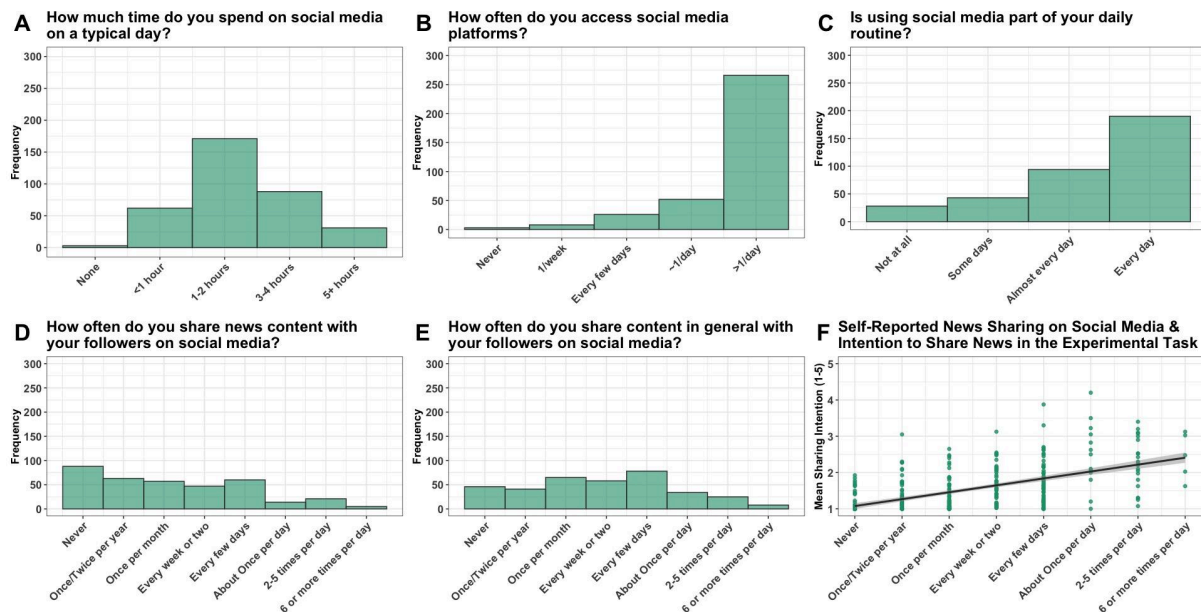 A How much time do you spend on social media
on a typical day?
300
250
200
150
100
50
0
Frequency
None
<1 hour
1-2 hours
3-4 hours
5+ hours
B How often do you access social media
platforms?
300
250
200
150
100
50
0
Frequency
Never
1/week
Every few days
~1/day
>1/day
C Is using social media part of your daily
routine?
300
250
200
150
100
50
0
Frequency
Not at all
Some days
Almost every day
Every day
D How often do you share news content with
your followers on social media?
300
250
200
150
100
50
0
Frequency
Never
Once/Twice per year
Once per month
Every week or two
Every few days
About Once per day
2-5 times per day
6 or more times per day
E How often do you share content in general with
your followers on social media?
300
250
200
150
100
50
0
Frequency
Never
Once/Twice per year
Once per month
Every week or two
Every few days
About Once per day
2-5 times per day
6 or more times per day
F Self-Reported News Sharing on Social Media &
Intention to Share News in the Experimental Task
5
4
3
2
1
Mean Sharing Intention (1-5)
Never
Once/Twice per year
Once per month
Every week or two
Every few days
About Once per day
2-5 times per day
6 or more times per day